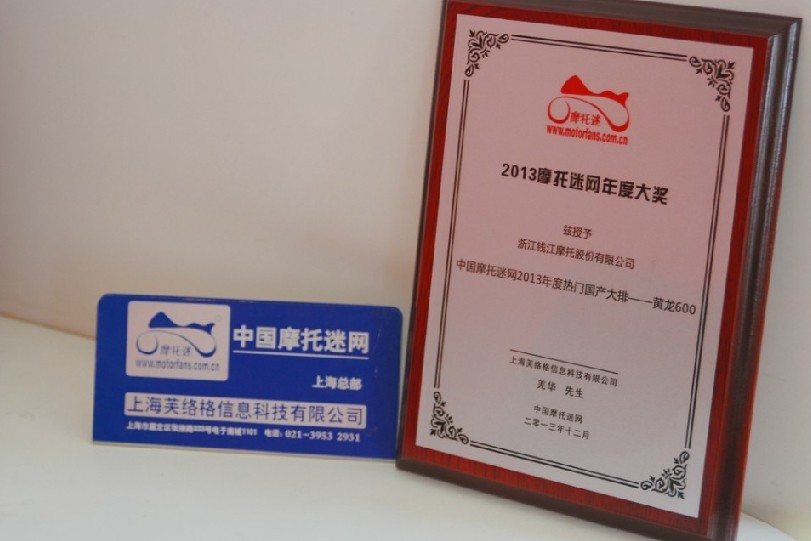 摩托迷
www.motorfans.com.cn
中国摩托迷网
上海总部
上海芙络格信息科技有限公司
电话：021-3953 2931
摩托迷
www.motorfans.com.cn
2013摩托迷网年度大奖
兹授予
浙江钱江摩托股份有限公司
中国摩托迷网2013年度热门国产大排——黄龙600
上海芙络格信息科技有限公司
先生
中国摩托迷网
二零一三年十二月